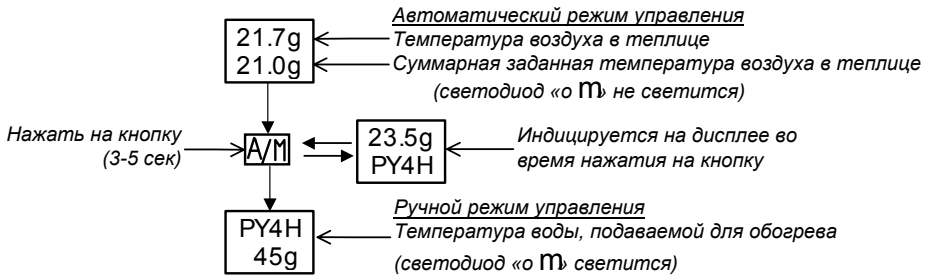 Автоматический режим управления
21.7g
Температура воздуха в теплице
21.0g
Суммарная заданная температура воздуха в теплице
(светодиод «о m» не светится)
Нажать на кнопку
(3-5 сек)
A/M
23.5g
PY4H
Индицируется на дисплее во
время нажатия на кнопку
Ручной режим управления
PY4H
Температура воды, подаваемой для обогрева
45g
(светодиод «о m» светится)